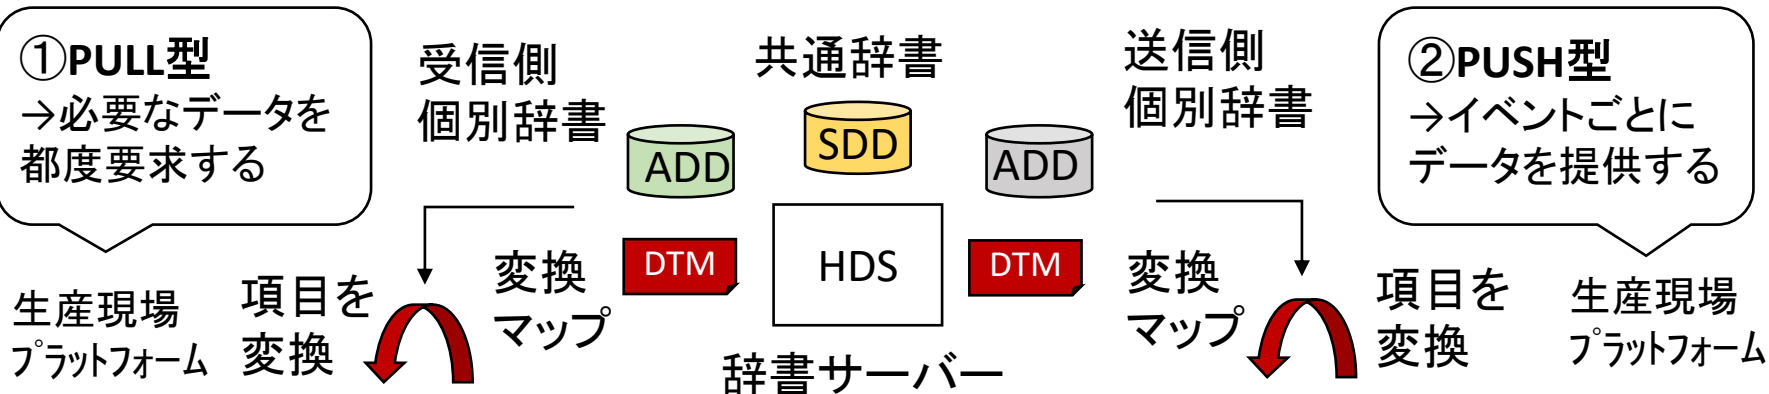 ①PULL型
→必要なデータを
都度要求する
受信側
個別辞書
ADD
共通辞書
SDD
ADD
送信側
個別辞書
②PUSH型
→イベントごとに
データを提供する
生産現場
プラットフォーム
項目を
変換
変換
マップ
DTM
HDS
辞書サーバー
DTM
変換
マップ
項目を
変換
生産現場
プラットフォーム